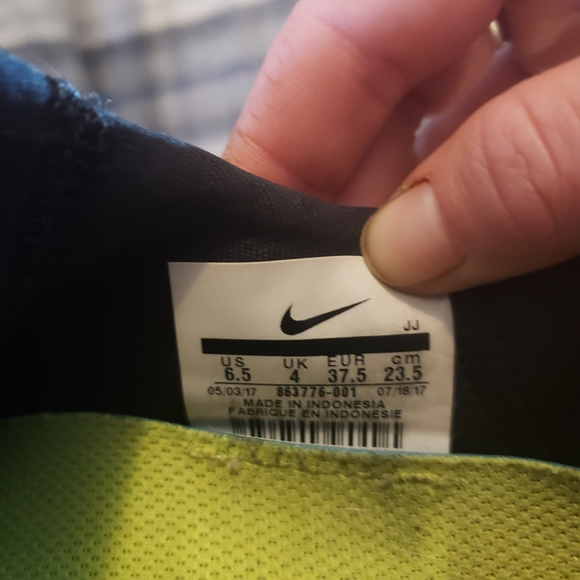 JJ
US UK EUR cm
6.5 4 37.5 23.5
05/03/17 863776-001 07/18/17
MADE IN INDONESIA
FABRIQUE EN INDONESIE